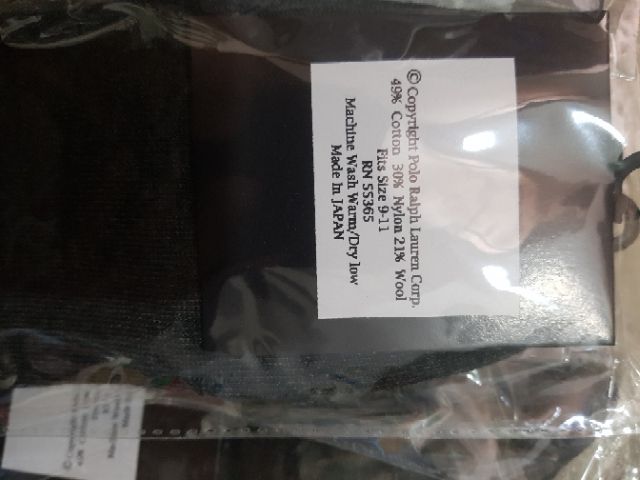 © Copyright Polo Ralph Lauren Corp.
49% Cotton 30% Nylon 21% Wool
Fits Size 9-11
RN 55365
Machine Wash Warm/Dry low
Made In JAPAN